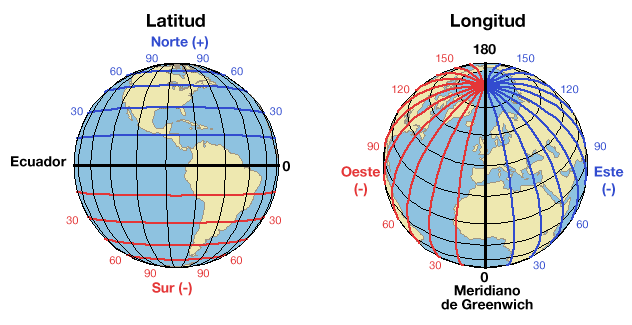 Latitud
Norte (+)
90 90
60 60
30 30
Ecuador 0
30 30
60 60
90 90
Sur (-)
Longitud
180
150 150
120 120
90 90
Oeste Este
(-) (-)
60 60
30 30
0
Meridiano
de Greenwich